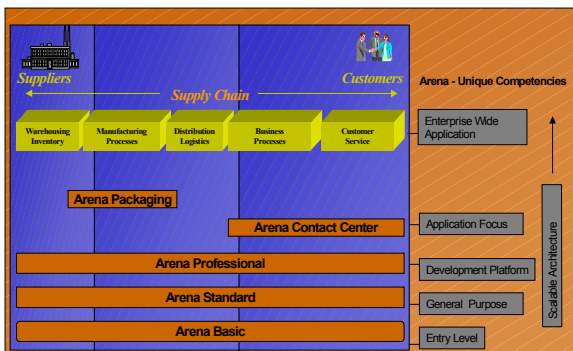 Suppliers
Customers
Arena - Unique Competencies
Supply Chain
Warehousing
Inventory
Manufacturing
Processes
Distribution
Logistics
Business
Processes
Customer
Service
Enterprise Wide
Application
Arena Packaging
Arena Contact Center
Application Focus
Arena Professional
Development Platform
Arena Standard
General Purpose
Arena Basic
Entry Level
Scalable Architecture